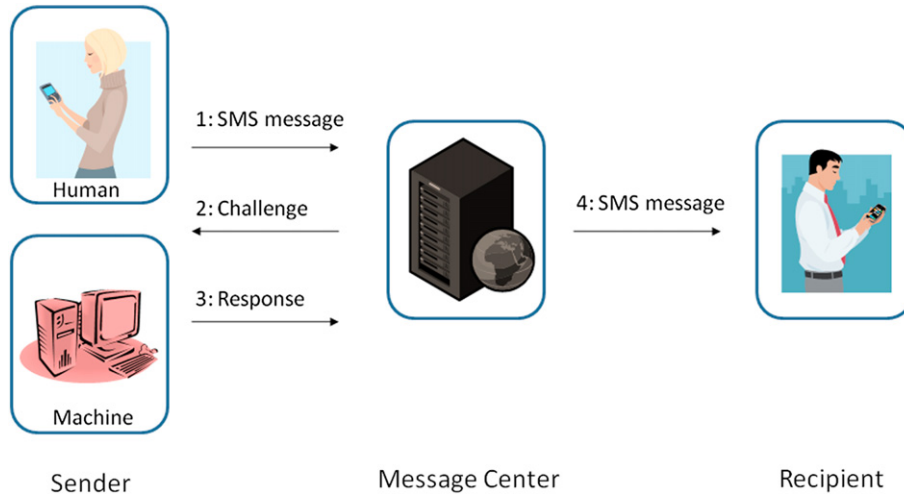 Human
1: SMS message
2: Challenge
3: Response
4: SMS message
Machine
Sender
Message Center
Recipient